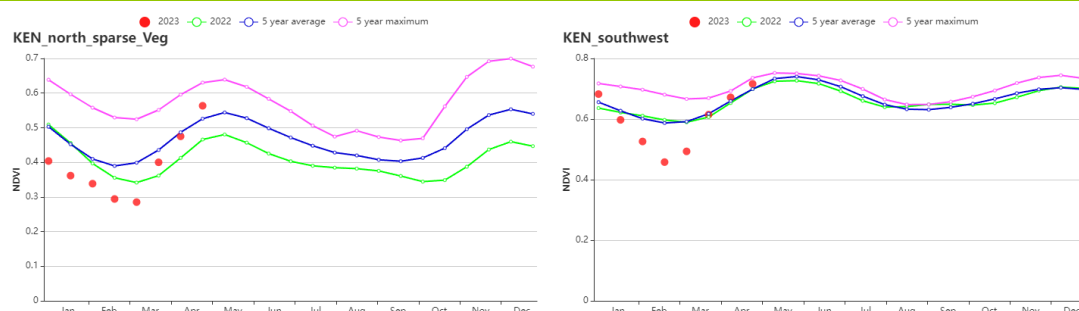 2023 2022 5 year average 5 year maximum
KEN_north_sparse_Veg
NDVI
0.7
0.6
0.5
0.4
0.3
0.2
0.1
0
Jan Feb Mar Apr May Jun Jul Aug Sep Oct Nov Dec
2023 2022 5 year average 5 year maximum
KEN_southwest
NDVI
0.8
0.6
0.4
0.2
0
Jan Feb Mar Apr May Jun Jul Aug Sep Oct Nov Dec